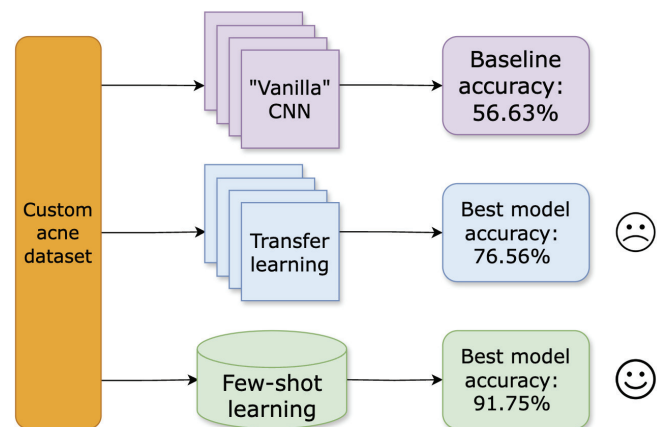 Custom
acne
dataset
"Vanilla"
CNN
Baseline
accuracy:
56.63%
Transfer
learning
Best model
accuracy:
76.56%
Few-shot
learning
Best model
accuracy:
91.75%